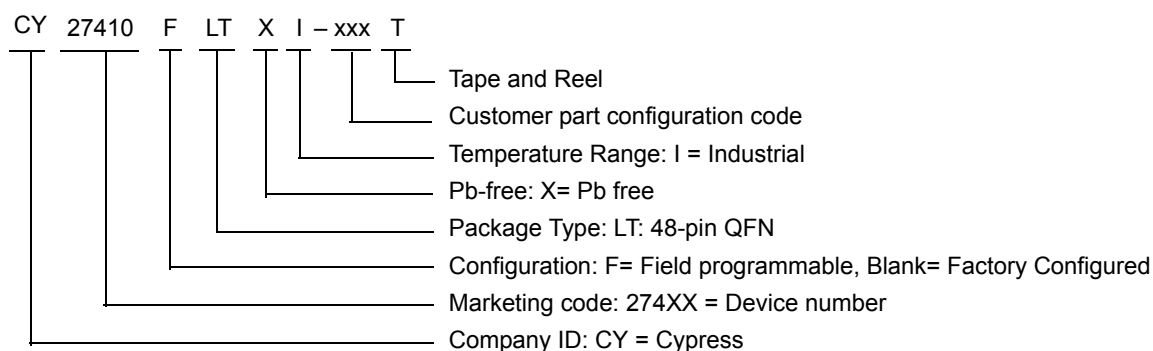 CY 27410 F LT X I – xxx T
Tape and Reel
Customer part configuration code
Temperature Range: I = Industrial
Pb-free: X= Pb free
Package Type: LT: 48-pin QFN
Configuration: F= Field programmable, Blank= Factory Configured
Marketing code: 274XX = Device number
Company ID: CY = Cypress